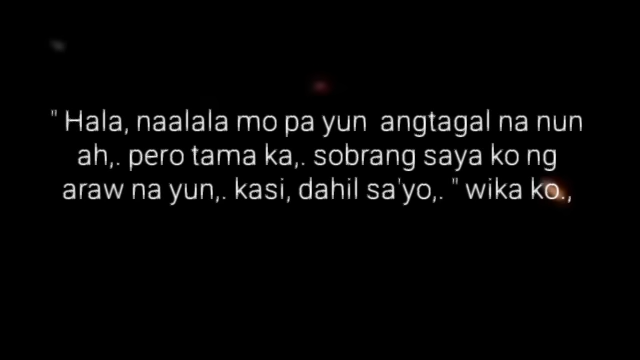 " Hala, naalala mo pa yun  angtagal na nun
ah,. pero tama ka,. sobrang saya ko ng
araw na yun,. kasi, dahil sa'yo,. " wika ko.,